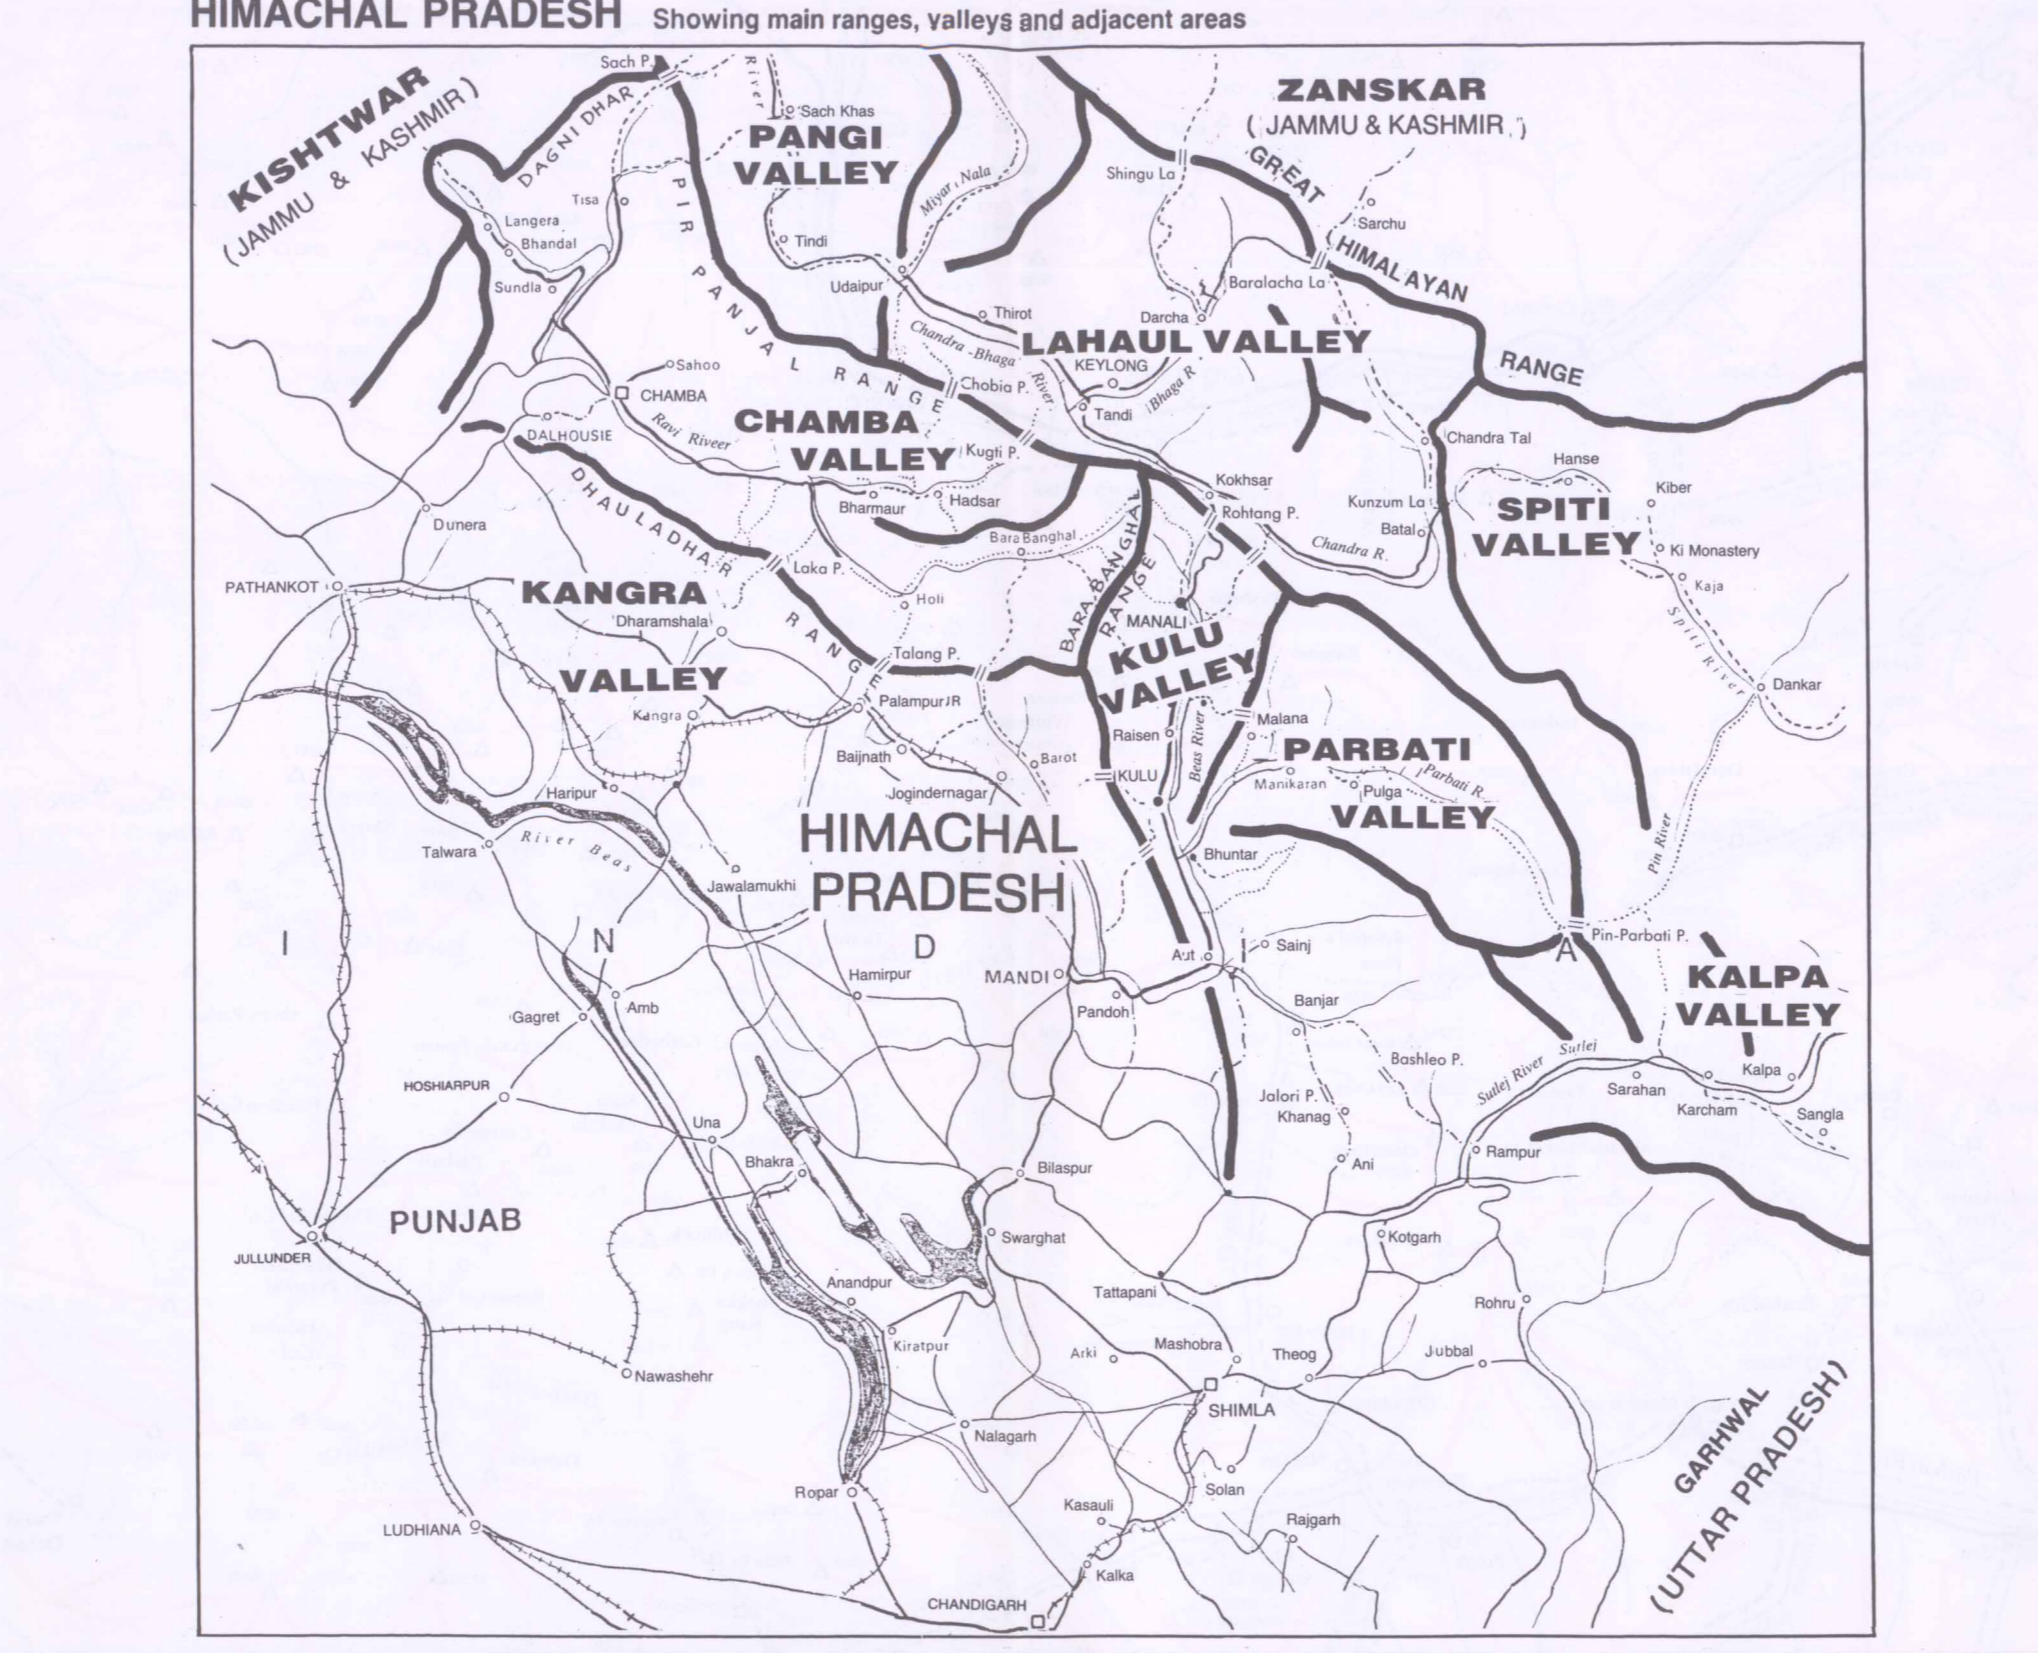 HIMACHAL PRADESH Showing main ranges, valleys and adjacent areas
KISHTWAR
(JAMMU & KASHMIR)
Sach P.
DAGNI DHAR
River
Sach Khas
PANGI
VALLEY
ZANSKAR
(JAMMU & KASHMIR)
Shingu La
GREAT
HIMALAYAN
RANGE
Miyar Nala
Sarchu
Tisa
Langera
Bhandal
Sundla
PIR PANJAL RANGE
Tindi
Udaipur
Thirot
Baralacha La
Darcha
LAHAUL VALLEY
Chandra-Bhaga River
KEYLONG
Bhaga R
Tandi
Chobia P.
Sahoo
CHAMBA
Ravi Riveer
CHAMBA
VALLEY
Kugti P.
DALHOUSIE
DHAULADHAR RANGE
Chandra Tal
Hanse
Kiber
Kokhsar
Rohtang P.
Kunzum La
Batal
SPITI
VALLEY
Ki Monastery
Kaja
Spiti River
Dankar
Bharmaur
Hadsar
Bara Banghal
BARA BANGHAL
RANGE
Chandra R.
Dunera
PATHANKOT
Laka P.
Holi
KANGRA
Dharamshala
VALLEY
Kangra
MANALI
KULU
VALLEY
Talang P.
Palampur JR
Baijnath
Barot
Jogindernagar
Raisen
Beas River
KULU
Malana
PARBATI
Manikaran
Pulga
Parbati R.
VALLEY
Pin River
Haripur
Talwara
River Beas
HIMACHAL
PRADESH
Jawalamukhi
Bhuntar
I N D I A
Pin-Parbati P.
KALPA
VALLEY
Hamirpur
MANDI
Aut
Sainj
Pandoh
Banjar
Amb
Gagret
HOSHIARPUR
Bashleo P.
Sutlej River
Sutlej
Sarahan
Kalpa
Karcham
Sangla
Jalori P.
Khanag
Una
Bhakra
Bilaspur
Ani
Rampur
PUNJAB
JULLUNDER
Swarghat
Kotgarh
Anandpur
Tattapani
Rohru
Kiratpur
Arki
Mashobra
Theog
Jubbal
Nawashehr
SHIMLA
Nalagarh
Ropar
Solan
Kasauli
Rajgarh
LUDHIANA
Kalka
CHANDIGARH
GARHWAL
(UTTAR PRADESH)